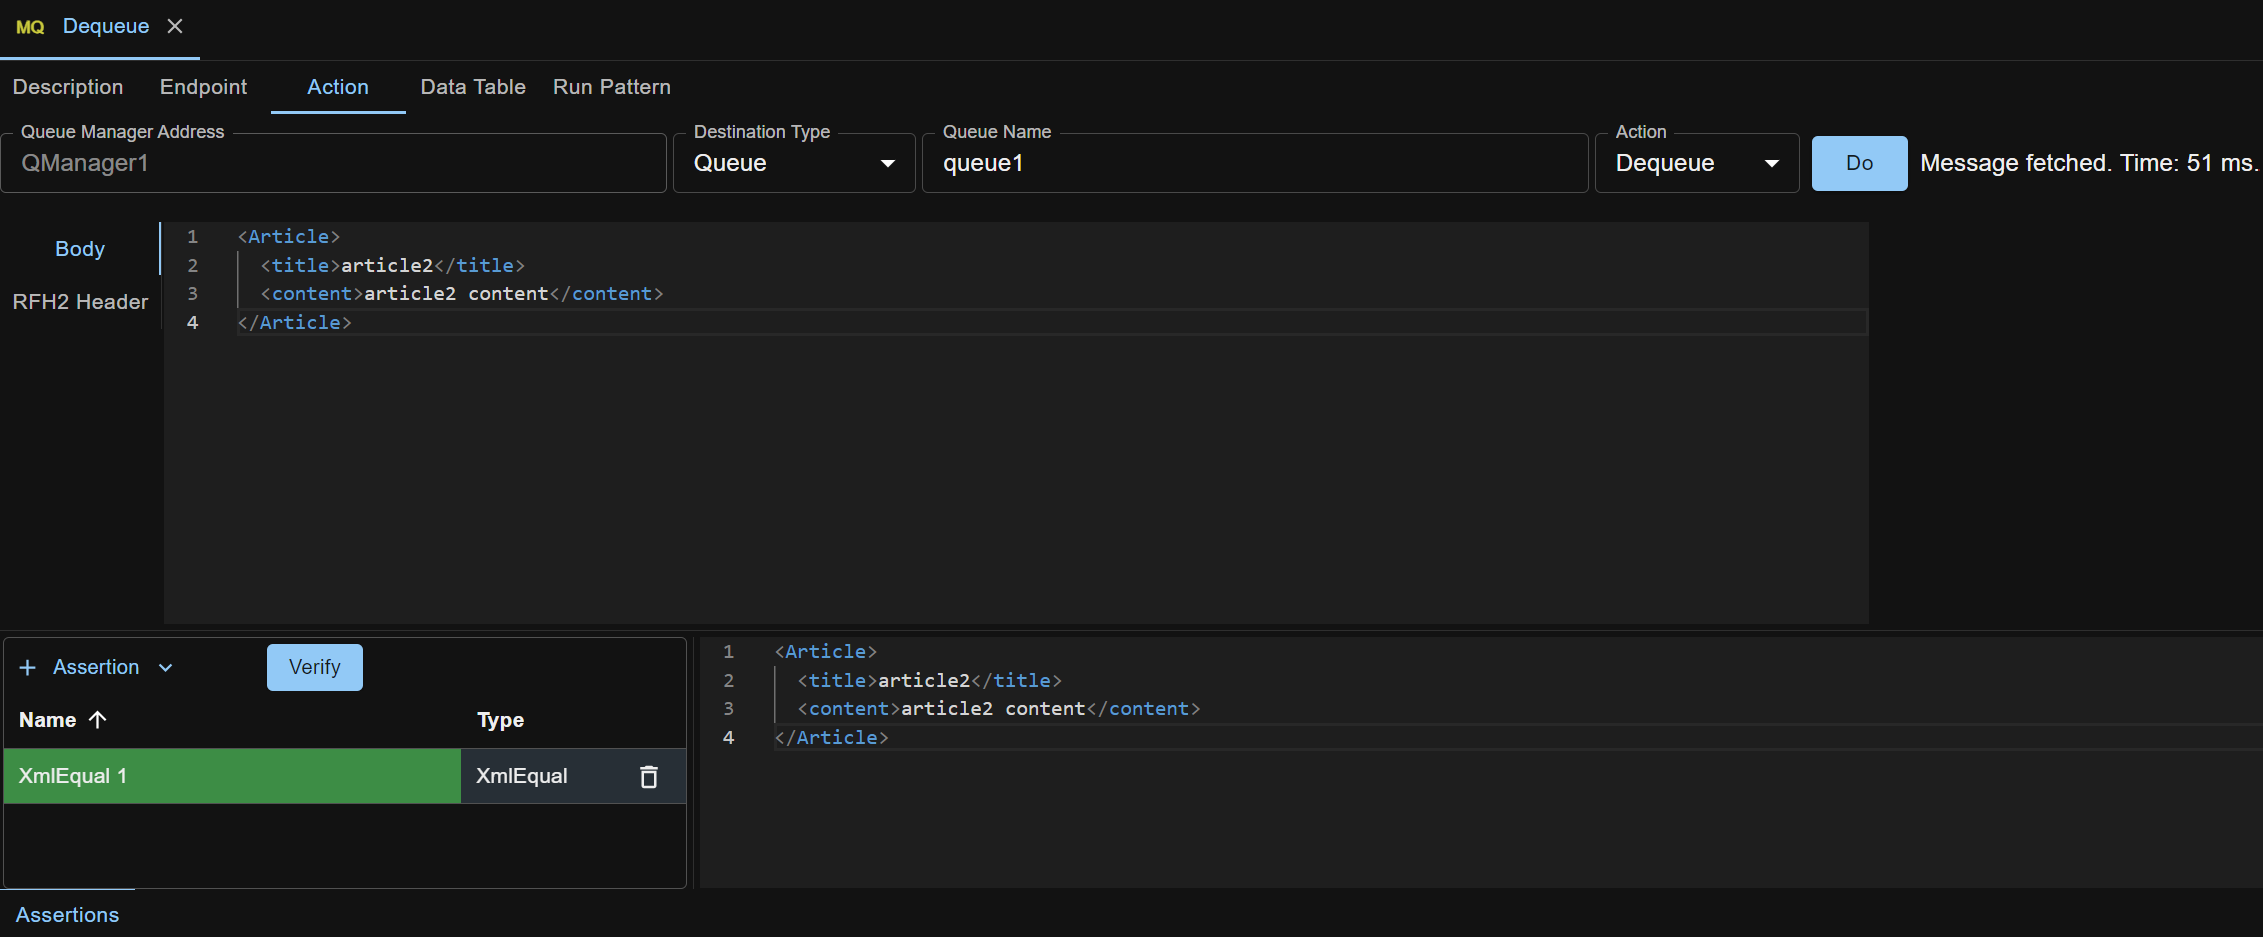 MQ Dequeue
Description Endpoint Action Data Table Run Pattern
Queue Manager Address Destination Type Queue Name Action
QManager1 Queue queue1 Dequeue Do Message fetched. Time: 51 ms.
Body
RFH2 Header
1 <Article>
2 <title>article2</title>
3 <content>article2 content</content>
4 </Article>
+ Assertion Verify
Name Type
XmlEqual 1 XmlEqual
1 <Article>
2 <title>article2</title>
3 <content>article2 content</content>
4 </Article>
Assertions